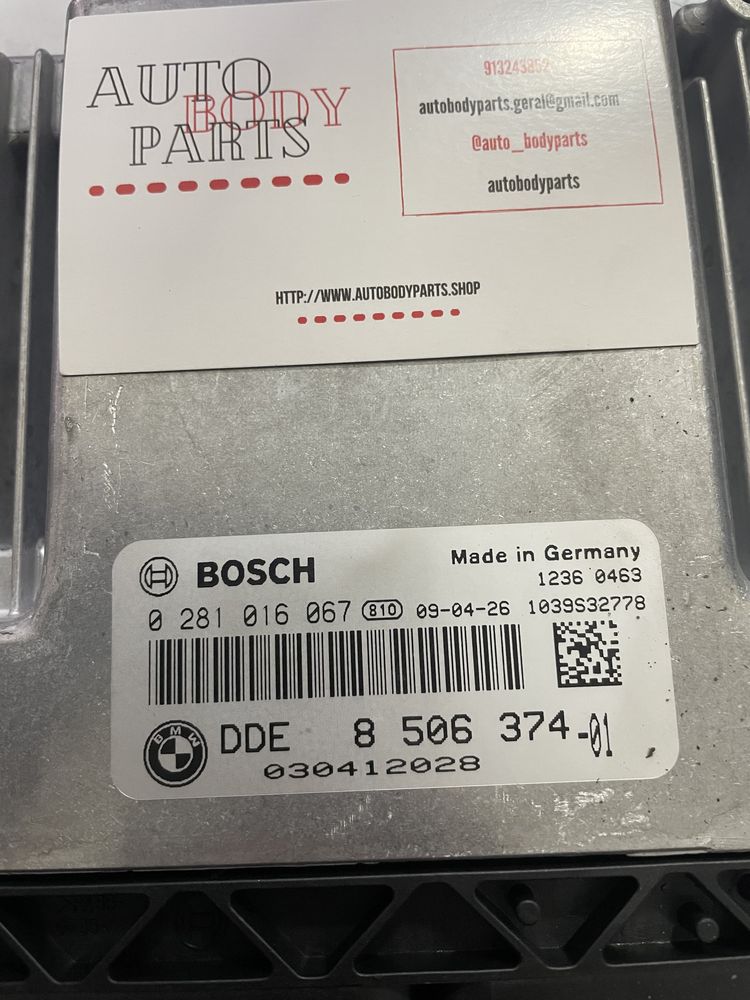 AUTO
BODY
PARTS
913243852
autobodyparts.geral@gmail.com
@auto_bodyparts
autobodyparts
HTTP://WWW.AUTOBODYPARTS.SHOP
BOSCH
Made in Germany
1236 0463
0 281 016 067 810 09-04-26 1039S32778
BMW
DDE 8 506 374-01
030412028